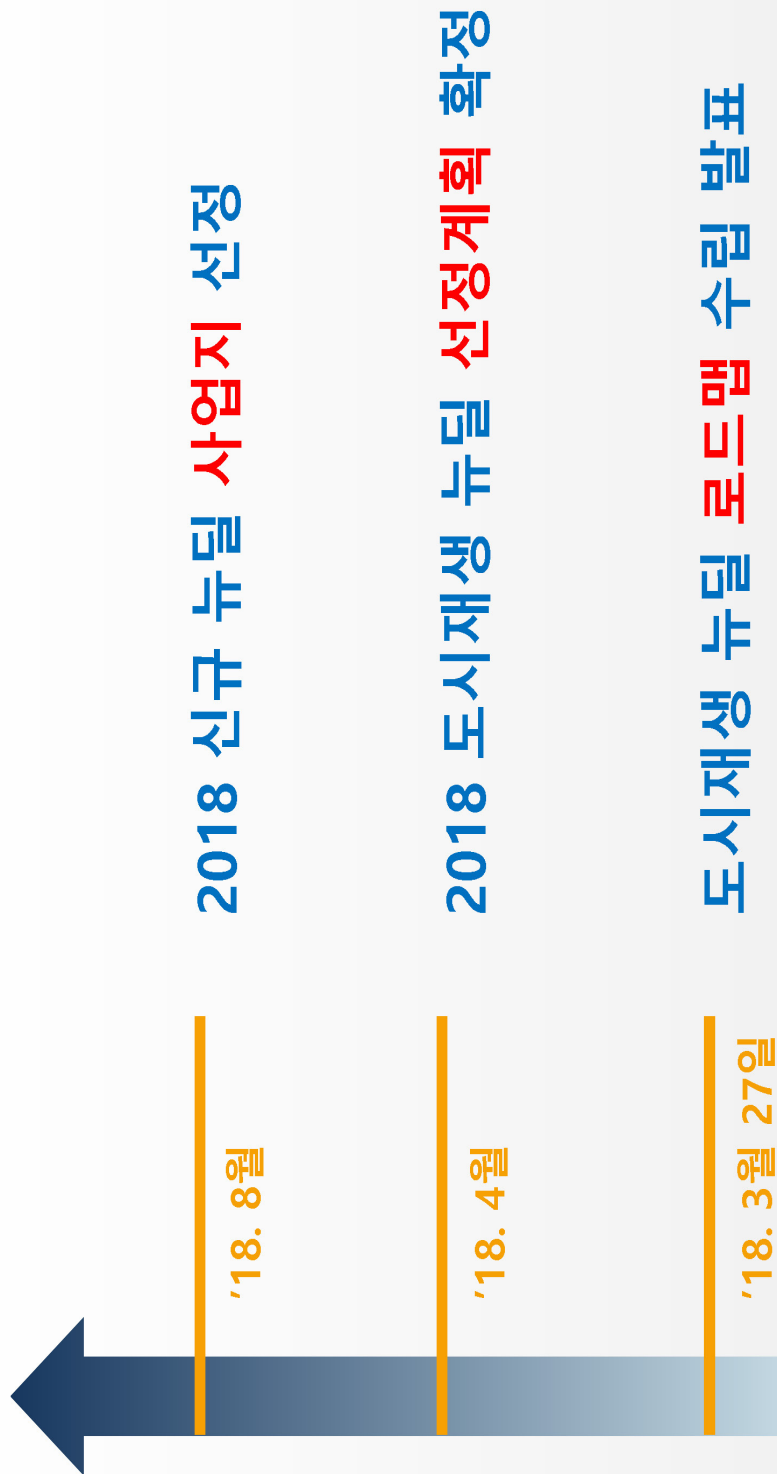 2018 신규 뉴딜 사업지 선정
'18. 8월
2018 도시재생 뉴딜 선정계획 확정
'18. 4월
도시재생 뉴딜 로드맵 수립 발표
'18. 3월 27일